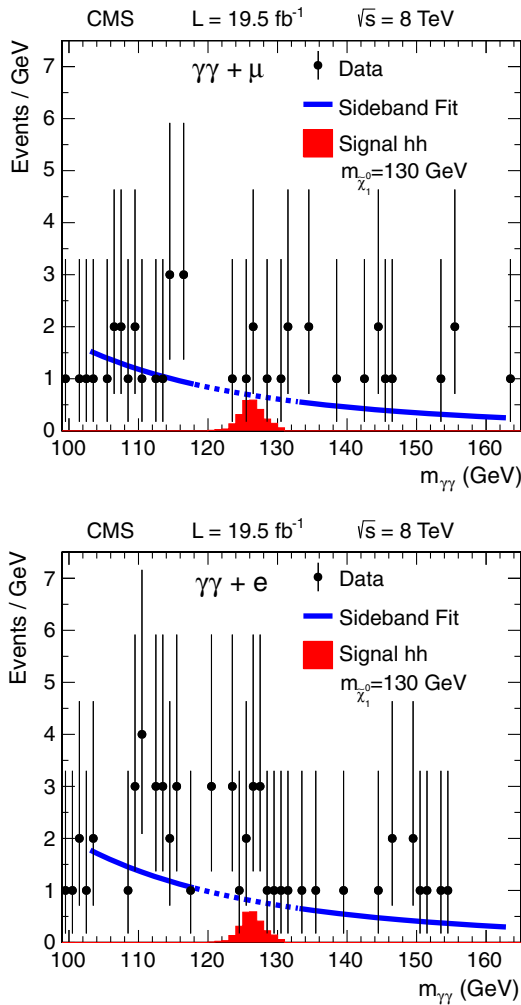 CMS L = 19.5 fb⁻¹ √s = 8 TeV
Events / GeV
γγ + μ
Data
Sideband Fit
Signal hh
m_χ̃₁⁰=130 GeV
7
6
5
4
3
2
1
0
100 110 120 130 140 150 160
m_γγ (GeV)
CMS L = 19.5 fb⁻¹ √s = 8 TeV
Events / GeV
γγ + e
Data
Sideband Fit
Signal hh
m_χ̃₁⁰=130 GeV
7
6
5
4
3
2
1
0
100 110 120 130 140 150 160
m_γγ (GeV)